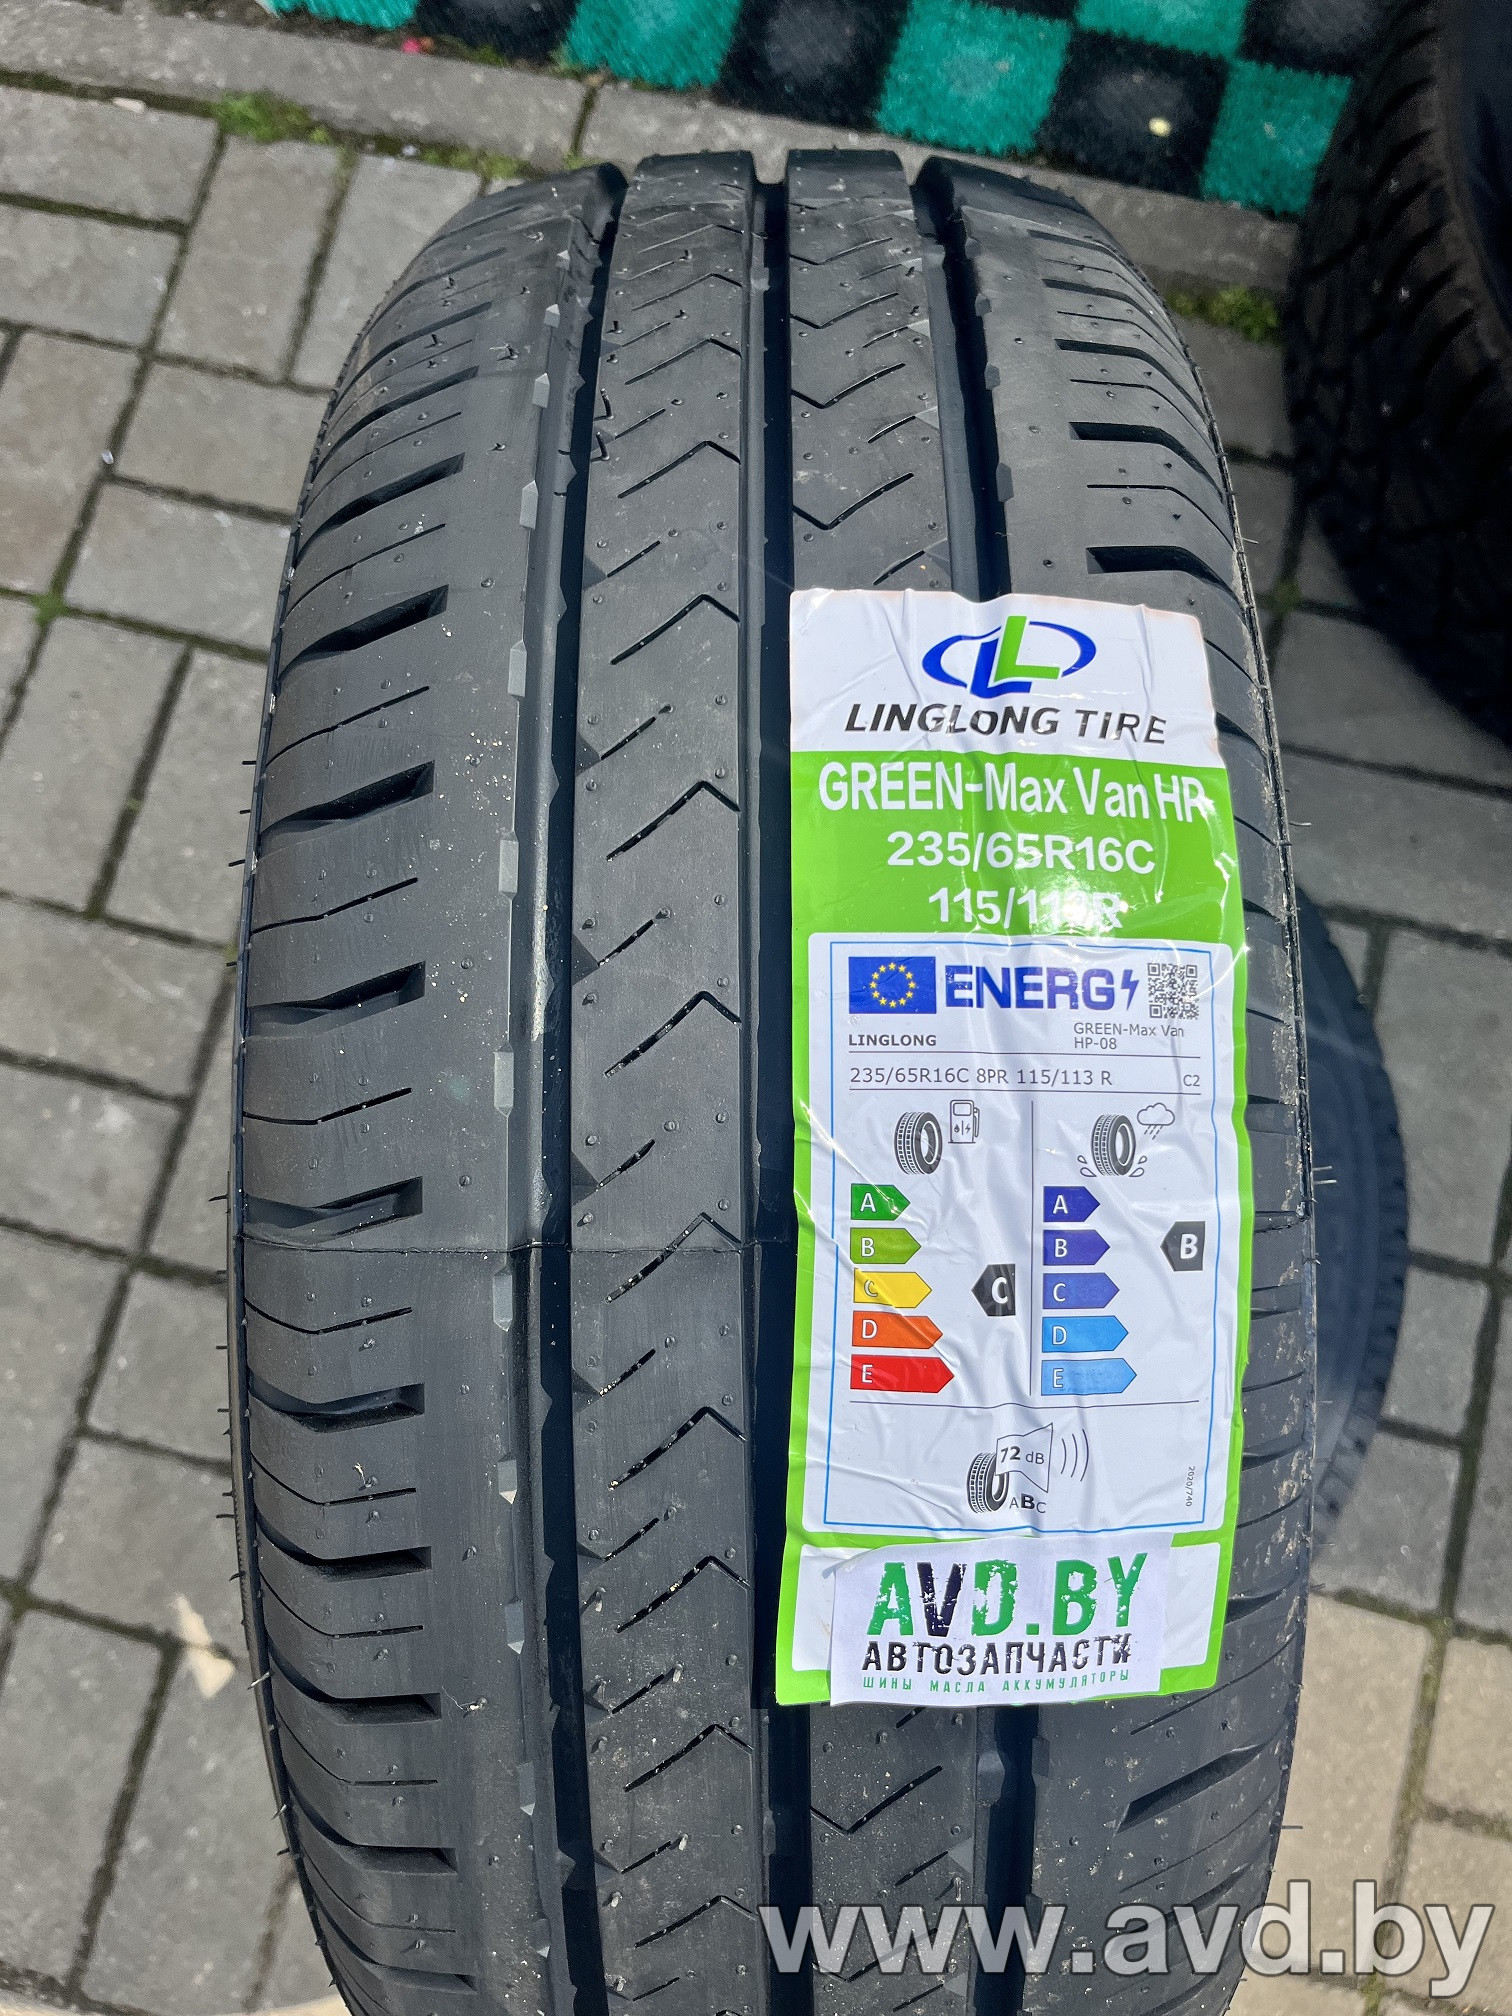 LINGLONG TIRE
GREEN-Max Van HP
235/65R16C
115/113R
ENERG
LINGLONG
GREEN-Max Van
HP-08
235/65R16C 8PR 115/113 R
C2
A
B
C
D
E
C
A
B
C
D
E
B
72 dB
ABC
2020/740
AVD.BY
АВТОЗАПЧАСТИ
ШИНЫ МАСЛА АККУМУЛЯТОРЫ
www.avd.by